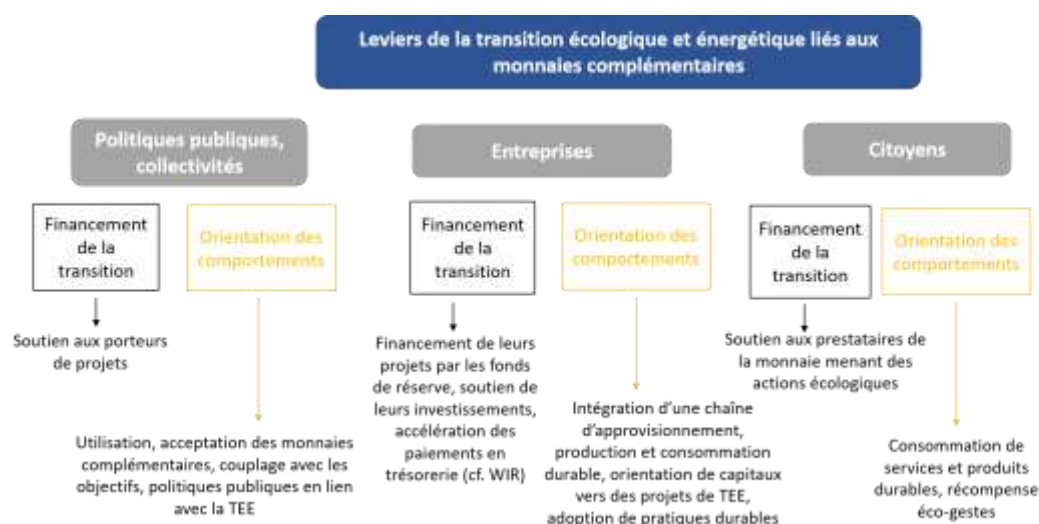 Leviers de la transition écologique et énergétique liés aux
monnaies complémentaires
Politiques publiques,
collectivités
Financement
de la
transition
Orientation des
comportements
Soutien aux porteurs
de projets
Utilisation, acceptation des monnaies
complémentaires, couplage avec les
objectifs, politiques publiques en lien
avec la TEE
Entreprises
Financement
de la
transition
Orientation des
comportements
Financement de leurs
projets par les fonds
de réserve, soutien de
leurs investissements,
accélération des
paiements en
trésorerie (cf. WIR)
Intégration d’une chaîne
d’approvisionnement,
production et consommation
durable, orientation de capitaux
vers des projets de TEE,
adoption de pratiques durables
Citoyens
Financement
de la
transition
Orientation des
comportements
Soutien aux prestataires de
la monnaie menant des
actions écologiques
Consommation de
services et produits
durables, récompense
éco-gestes